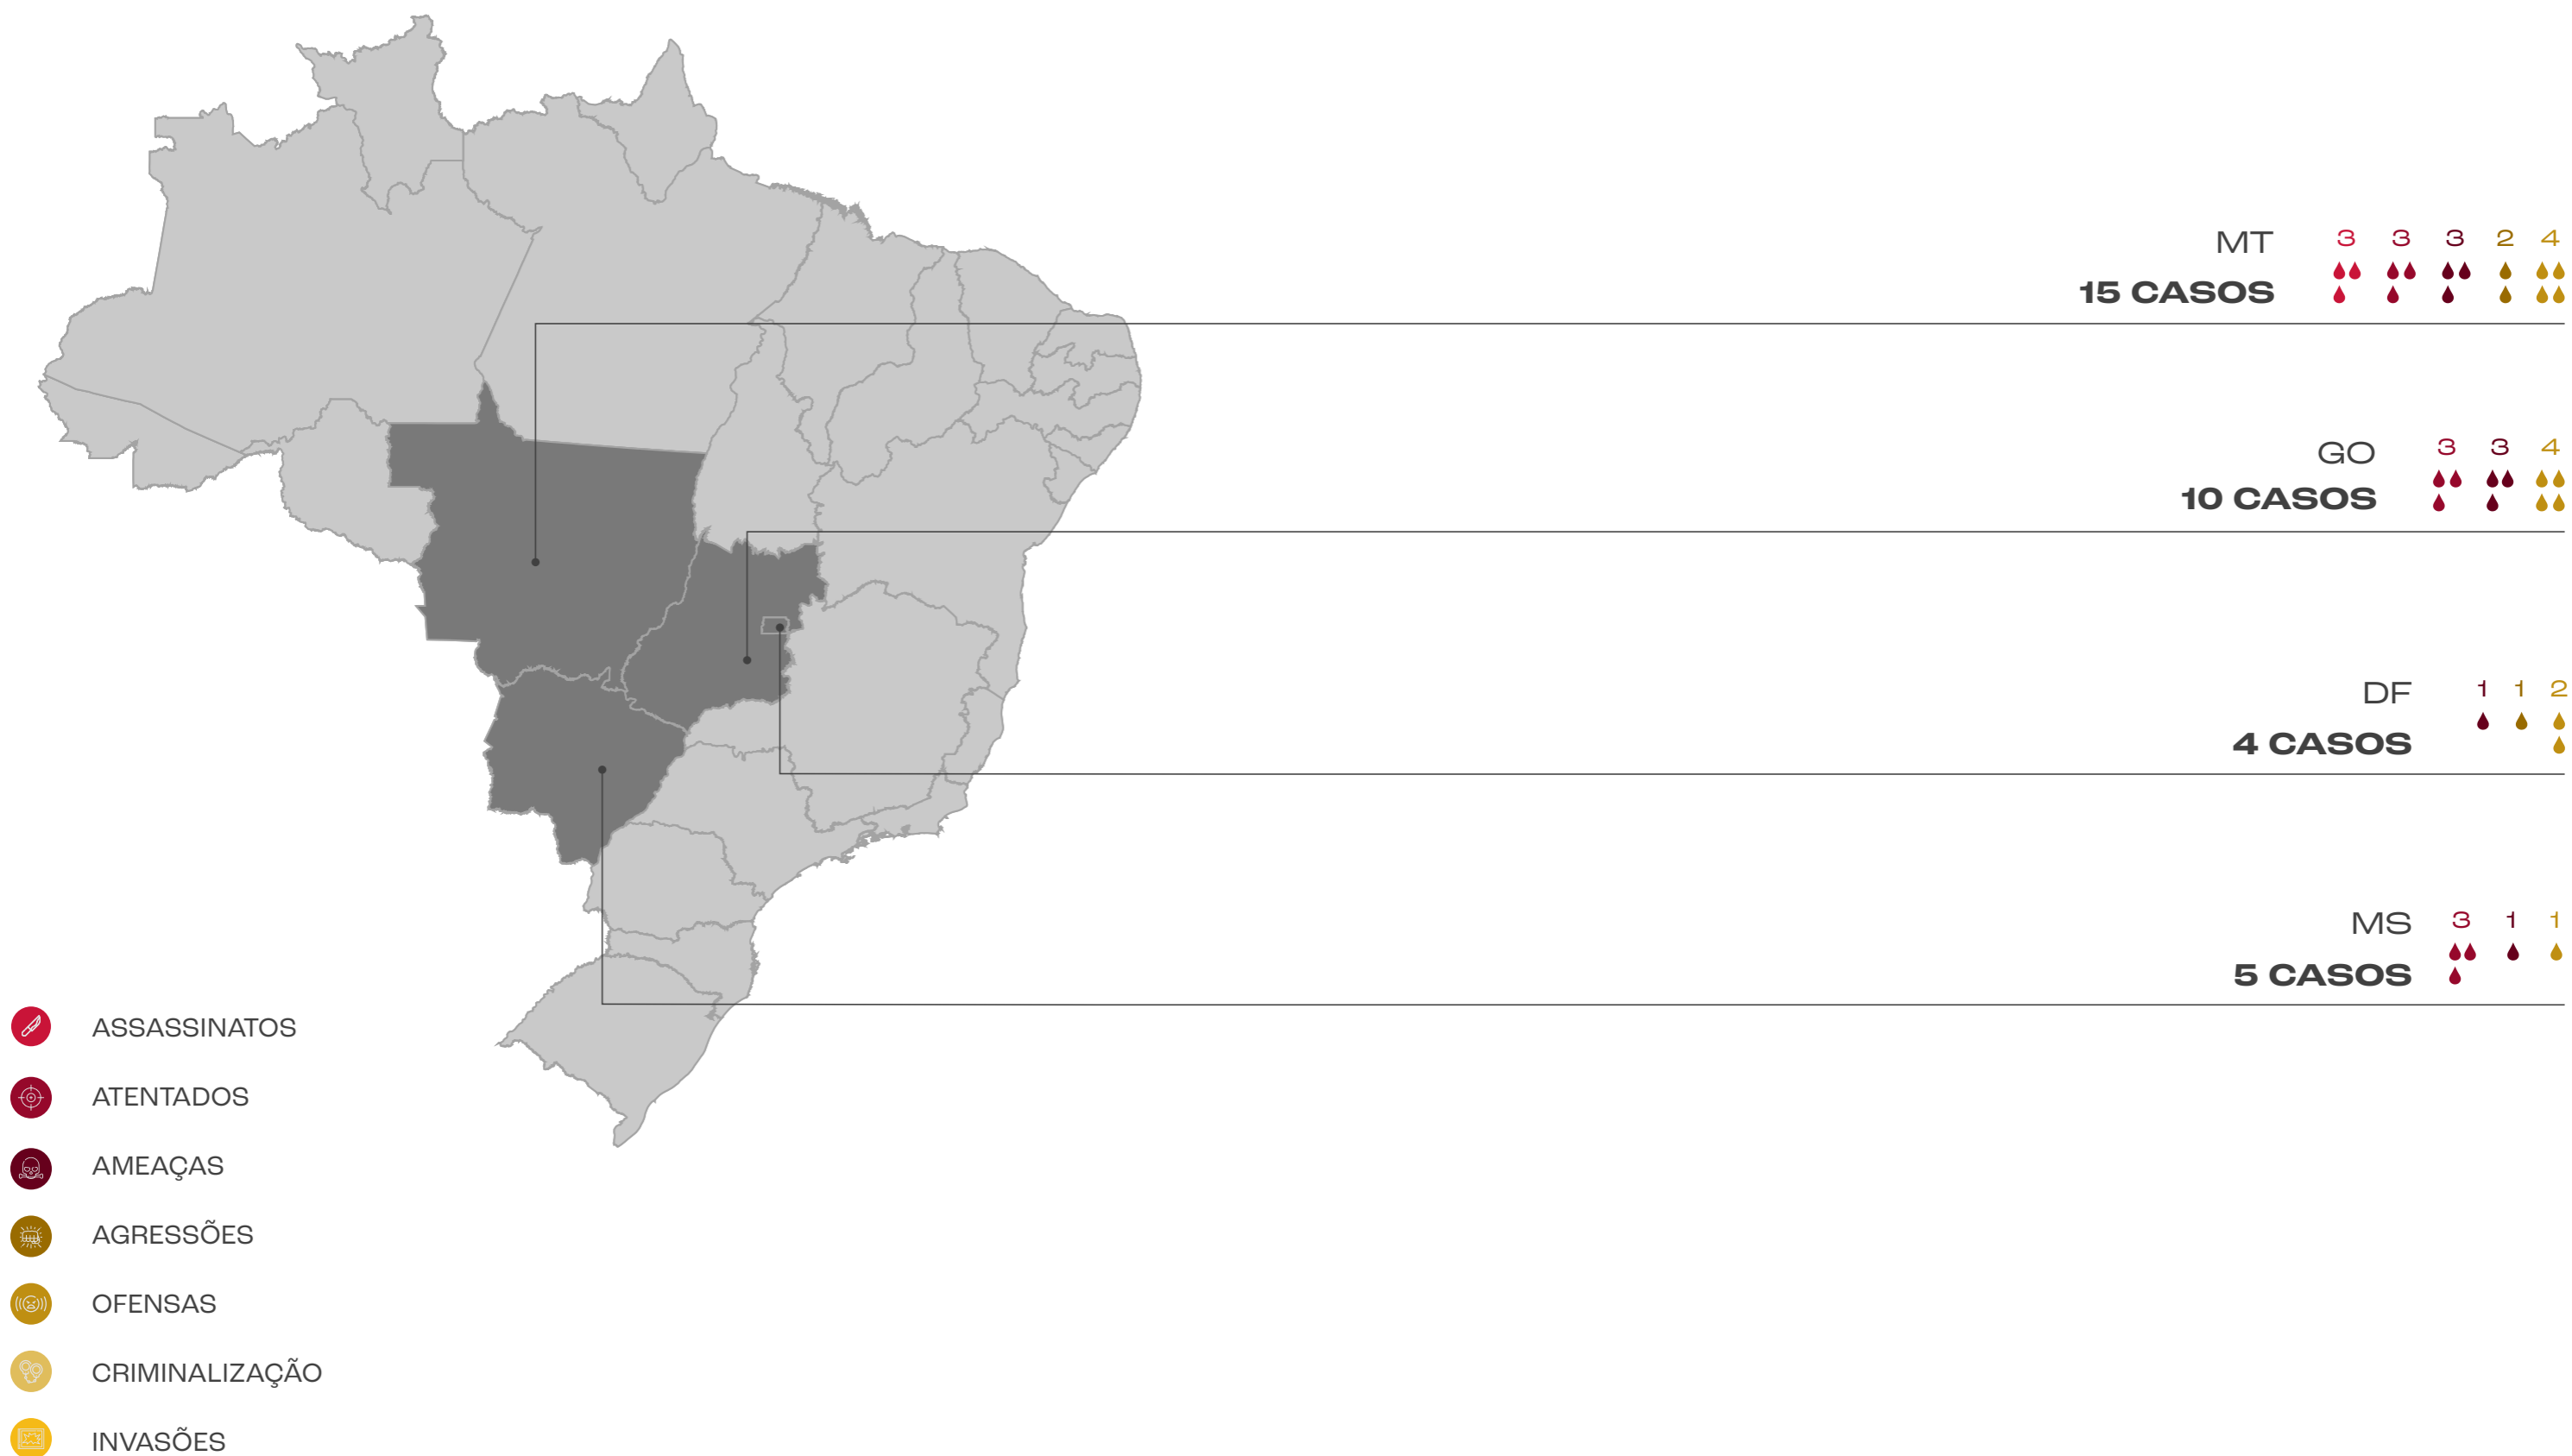 MT 3 3 3 2 4
15 CASOS
GO 3 3 4
10 CASOS
DF 1 1 2
4 CASOS
MS 3 1 1
5 CASOS
ASSASSINATOS
ATENTADOS
AMEAÇAS
AGRESSÕES
OFENSAS
CRIMINALIZAÇÃO
INVASÕES